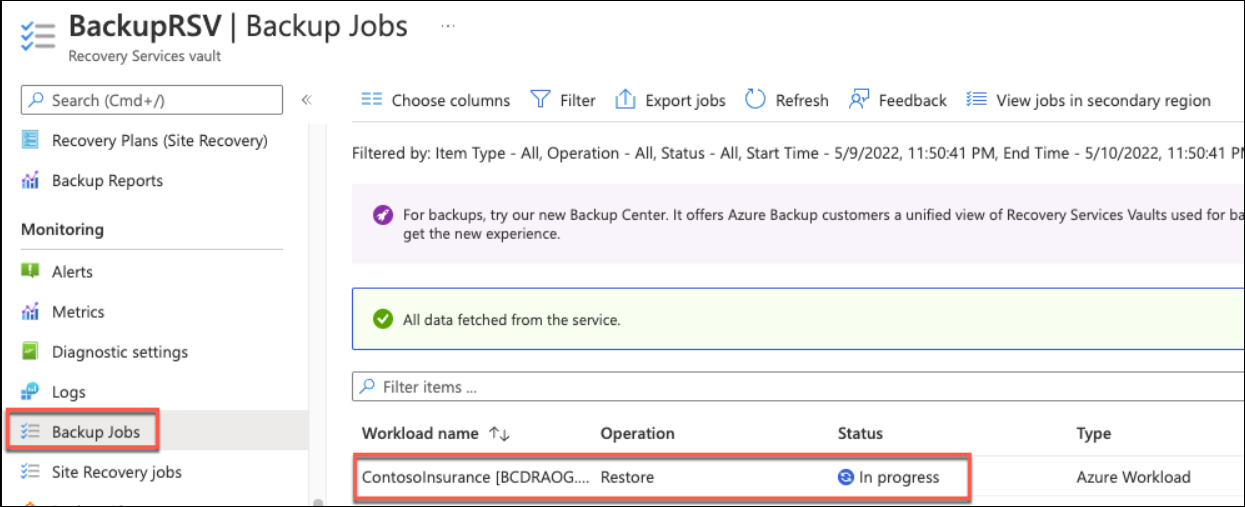 BackupRSV | Backup Jobs ...
Recovery Services vault
Search (Cmd+/)
Recovery Plans (Site Recovery)
Backup Reports
Monitoring
Alerts
Metrics
Diagnostic settings
Logs
Backup Jobs
Site Recovery jobs
Choose columns Filter Export jobs Refresh Feedback View jobs in secondary region
Filtered by: Item Type - All, Operation - All, Status - All, Start Time - 5/9/2022, 11:50:41 PM, End Time - 5/10/2022, 11:50:41
For backups, try our new Backup Center. It offers Azure Backup customers a unified view of Recovery Services Vaults used for
get the new experience.
All data fetched from the service.
Filter items ...
Workload name Operation Status Type
ContosoInsurance [BCDRAOG.... Restore In progress Azure Workload